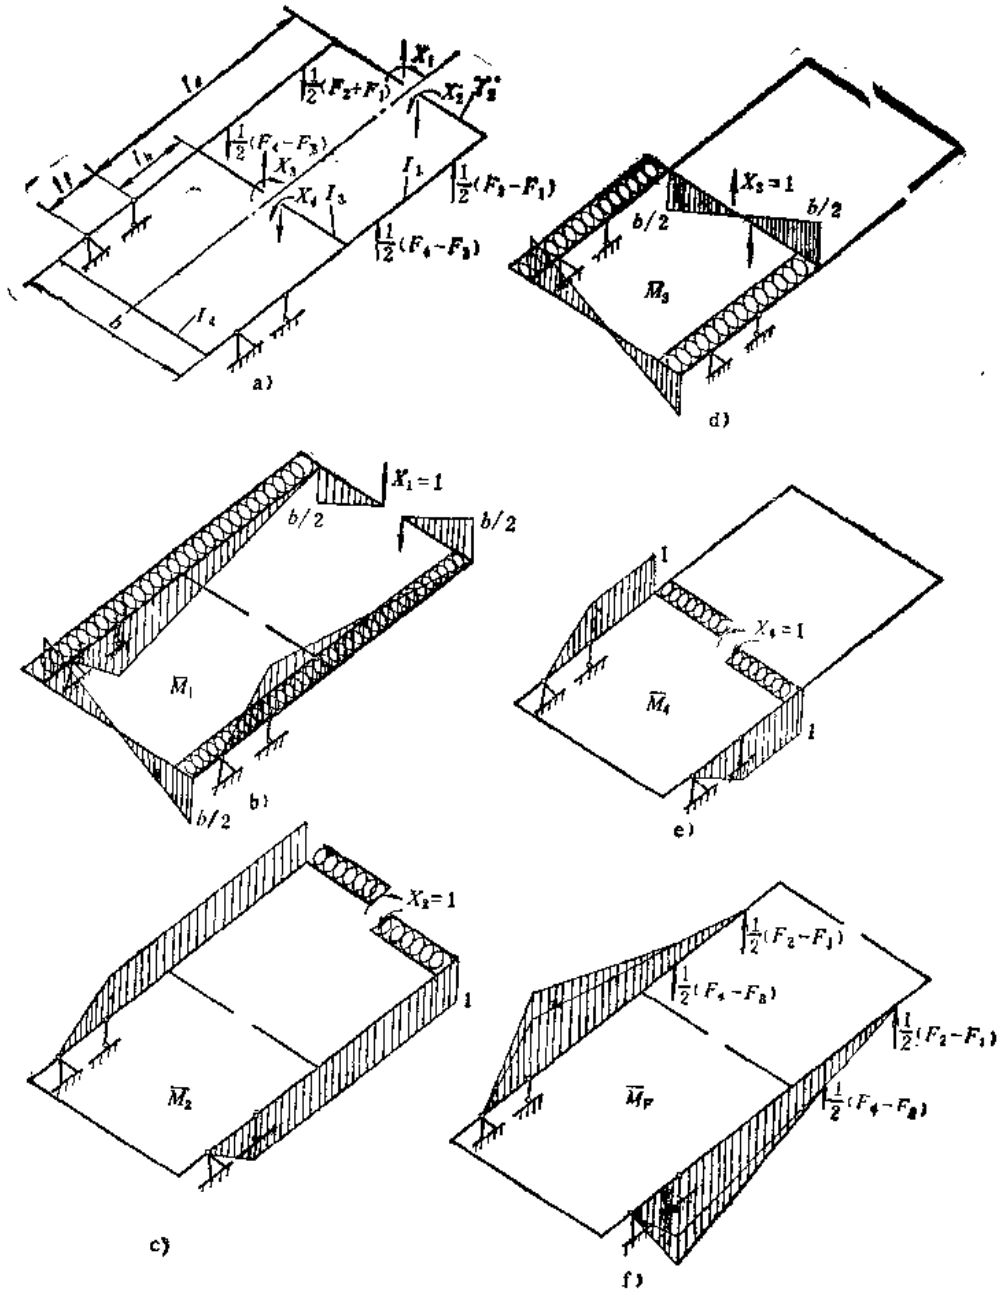 X₁
½(F₂+F₁)
X₂
½(F₄−F₃)
X₃
½(F₂−F₁)
I₁
X₄
I₃
½(F₄−F₃)
b
I₄
a)
X₃=1
b/2
b/2
M̅₃
d)
X₁=1
b/2
b/2
M̅₁
b/2
b)
1
X₄=1
M̅₄
1
e)
X₂=1
1
M̅₂
c)
½(F₂−F₁)
½(F₄−F₃)
½(F₂−F₁)
M̅F
½(F₄−F₃)
f)